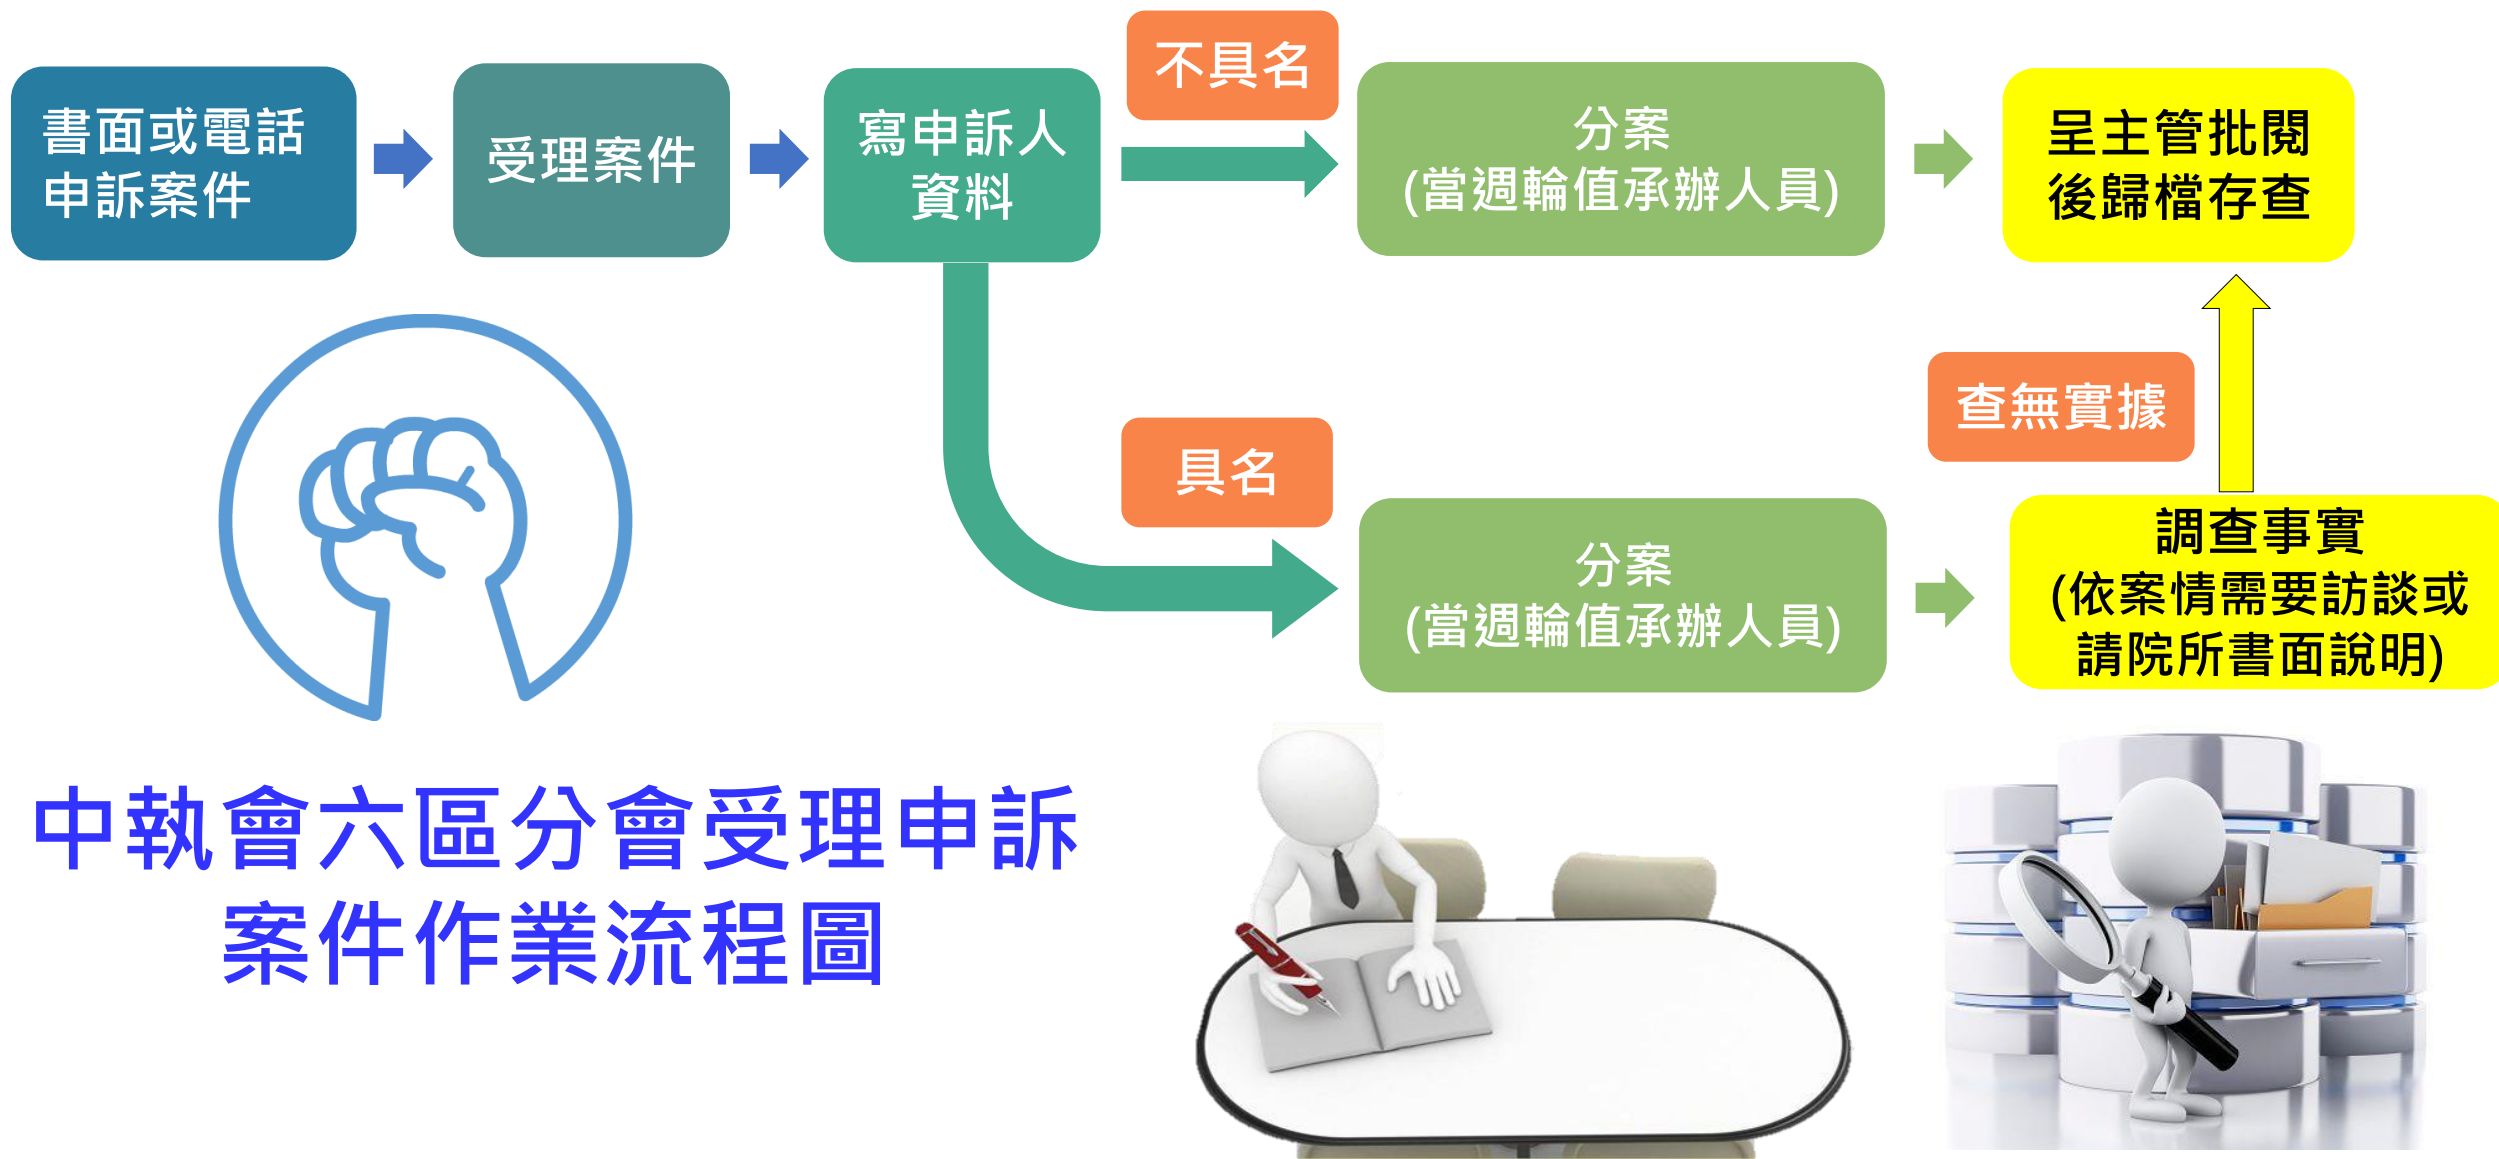 書面或電話
申訴案件
受理案件
寫申訴人
資料
不具名
分案
(當週輪值承辦人員)
呈主管批閱
後歸檔存查
查無實據
具名
分案
(當週輪值承辦人員)
調查事實
(依案情需要訪談或
請院所書面說明)
中執會六區分會受理申訴
案件作業流程圖